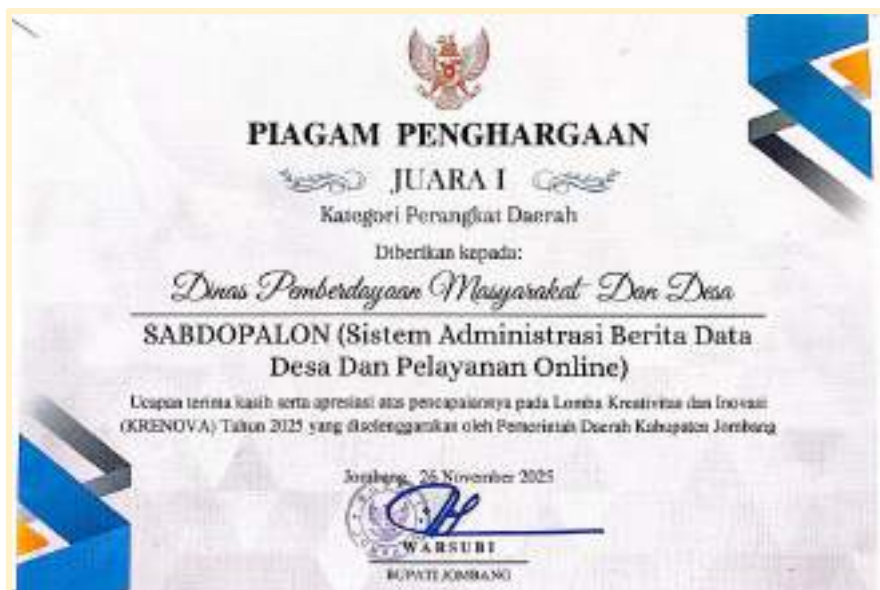 PIAGAM PENGHARGAAN
JUARA I
Kategori Perangkat Daerah
Diberikan kepada:
Dinas Pemberdayaan Masyarakat Dan Desa
SABDOPALON (Sistem Administrasi Berita Data
Desa Dan Pelayanan Online)
Ucapan terima kasih serta apresiasi atas pencapaiannya pada Lomba Kreativitas dan Inovasi
(KRENOVA) Tahun 2025 yang diselenggarakan oleh Pemerintah Daerah Kabupaten Jombang
Jombang, 26 November 2025
WARSUBI
BUPATI JOMBANG